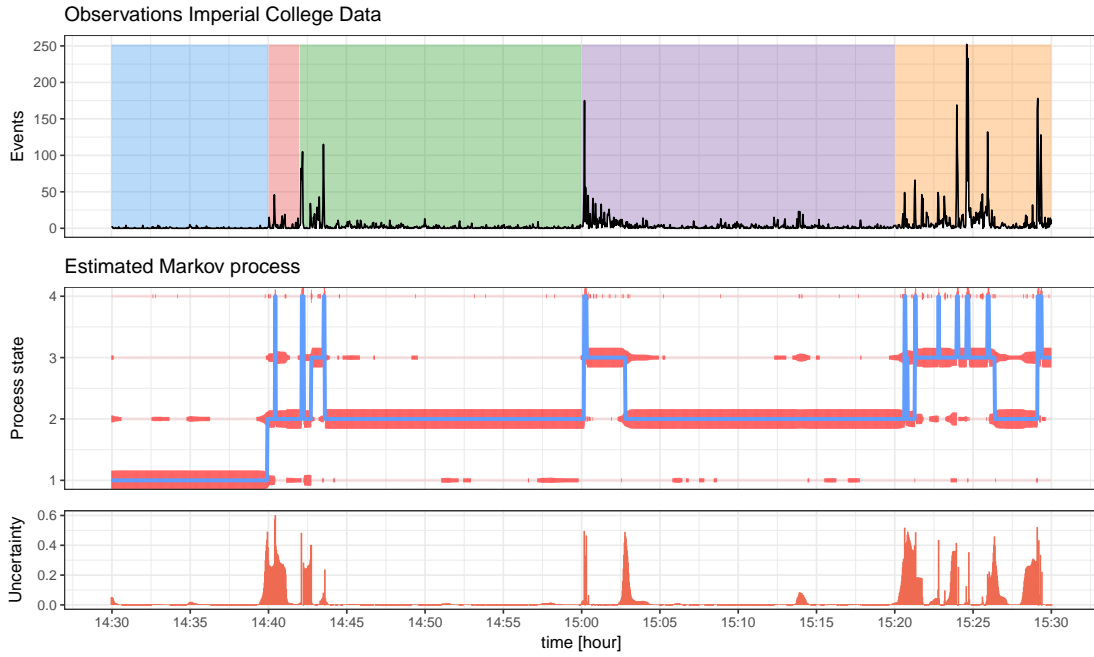 Observations Imperial College Data
250
200
150
100
50
0
Events
Estimated Markov process
4
3
2
1
Process state
0.6
0.4
0.2
0.0
Uncertainty
14:30 14:35 14:40 14:45 14:50 14:55 15:00 15:05 15:10 15:15 15:20 15:25 15:30
time [hour]